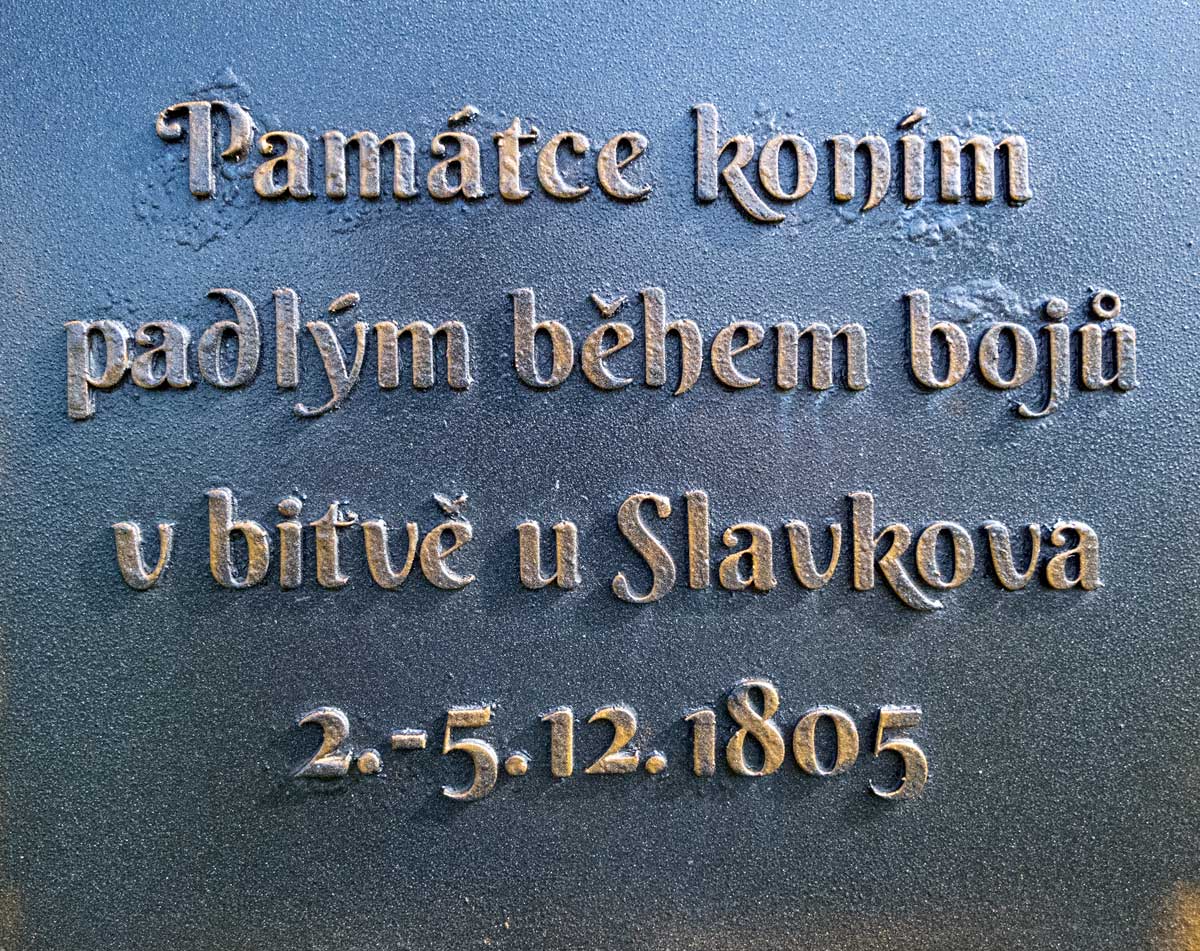 Památce koním
padlým během bojů
v bitvě u Slavkova
2.-5.12.1805